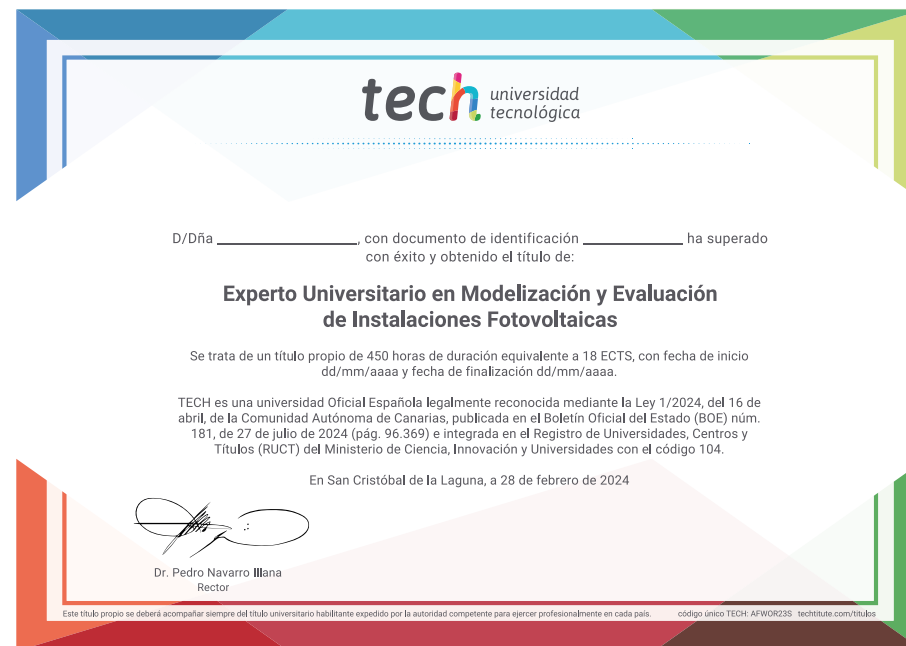 tech universidad
tecnológica
D/Dña ____________________, con documento de identificación ______________ ha superado
con éxito y obtenido el título de:
Experto Universitario en Modelización y Evaluación
de Instalaciones Fotovoltaicas
Se trata de un título propio de 450 horas de duración equivalente a 18 ECTS, con fecha de inicio
dd/mm/aaaa y fecha de finalización dd/mm/aaaa.
TECH es una universidad Oficial Española legalmente reconocida mediante la Ley 1/2024, del 16 de
abril, de la Comunidad Autónoma de Canarias, publicada en el Boletín Oficial del Estado (BOE) núm.
181, de 27 de julio de 2024 (pág. 96.369) e integrada en el Registro de Universidades, Centros y
Títulos (RUCT) del Ministerio de Ciencia, Innovación y Universidades con el código 104.
En San Cristóbal de la Laguna, a 28 de febrero de 2024
Dr. Pedro Navarro Illana
Rector
Este título propio se deberá acompañar siempre del título universitario habilitante expedido por la autoridad competente para ejercer profesionalmente en cada país. código único TECH: AFWOR23S techtitute.com/titulos